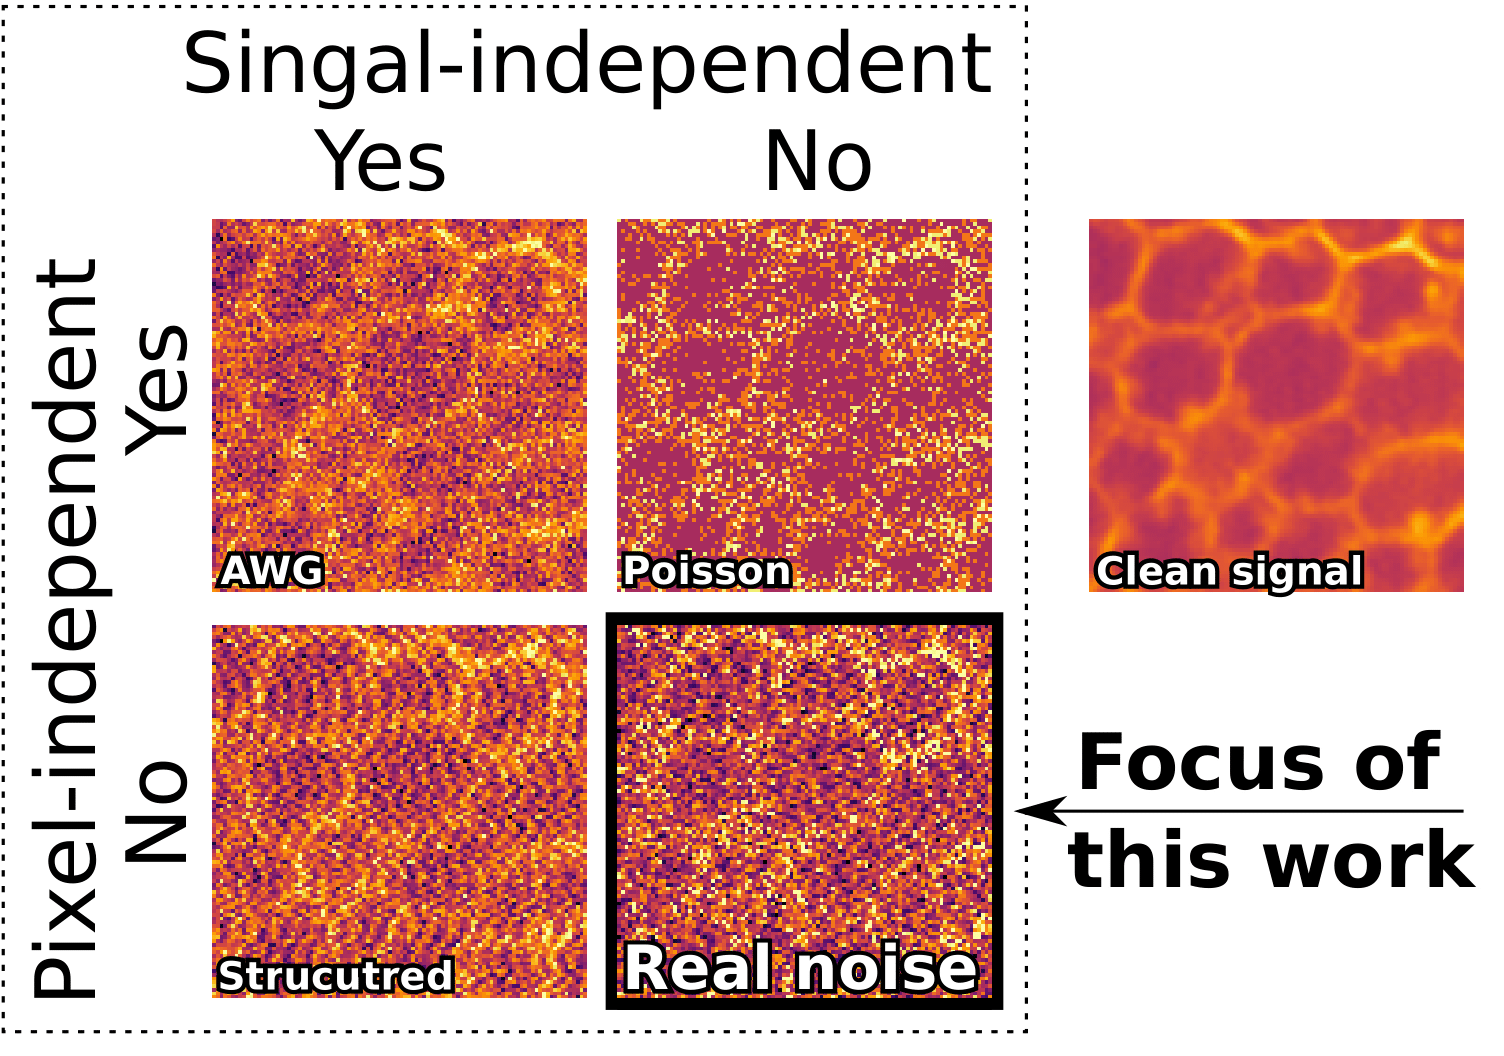 Singal-independent
Yes
No
Pixel-independent
Yes
No
AWG
Poisson
Clean signal
Strucutred
Real noise
Focus of
this work